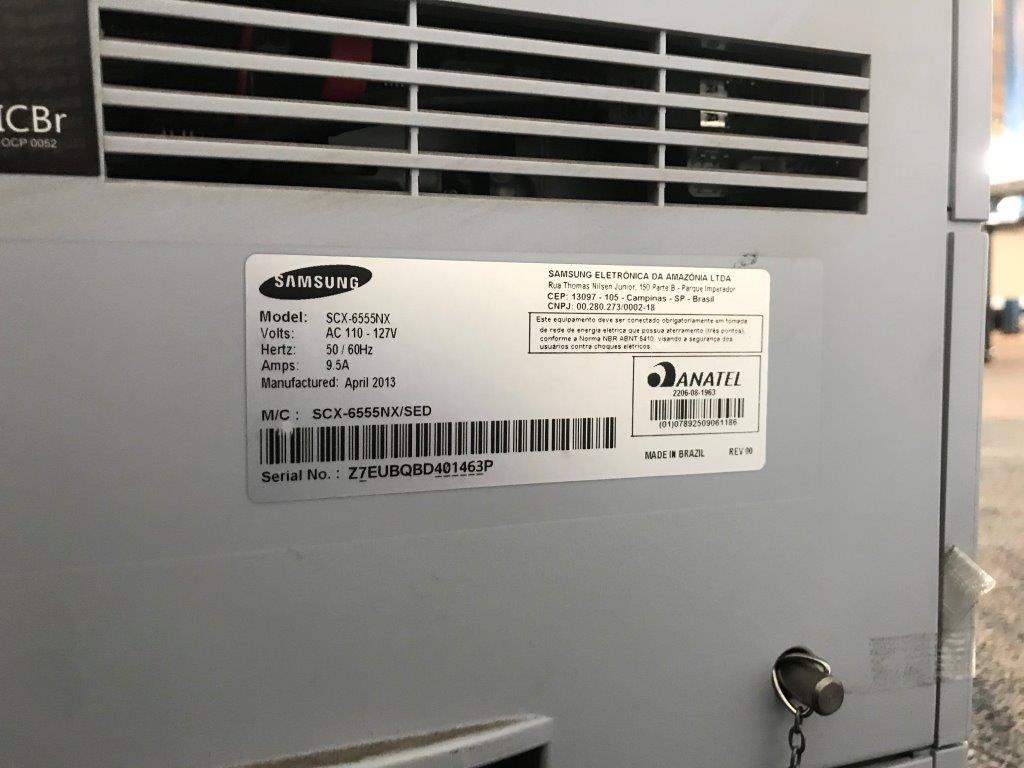 ICBr
OCP 0052
SAMSUNG
Model: SCX-6555NX
Volts: AC 110 - 127V
Hertz: 50 / 60Hz
Amps: 9.5A
Manufactured: April 2013
M/C : SCX-6555NX/SED
Serial No. : Z7EUBQBD401463P
SAMSUNG ELETRÔNICA DA AMAZÔNIA LTDA
Rua Thomas Nilsen Junior, 150 Parte B - Parque Imperador
CEP: 13097 - 105 - Campinas - SP - Brasil
CNPJ: 00.280.273/0002-18
Este equipamento deve ser conectado obrigatoriamente em tomada
de rede de energia elétrica que possua aterramento (três pontos),
conforme a Norma NBR ABNT 5410, visando a segurança dos
usuários contra choques elétricos.
ANATEL
2206-08-1963
(01)07892509061186
MADE IN BRAZIL REV 00